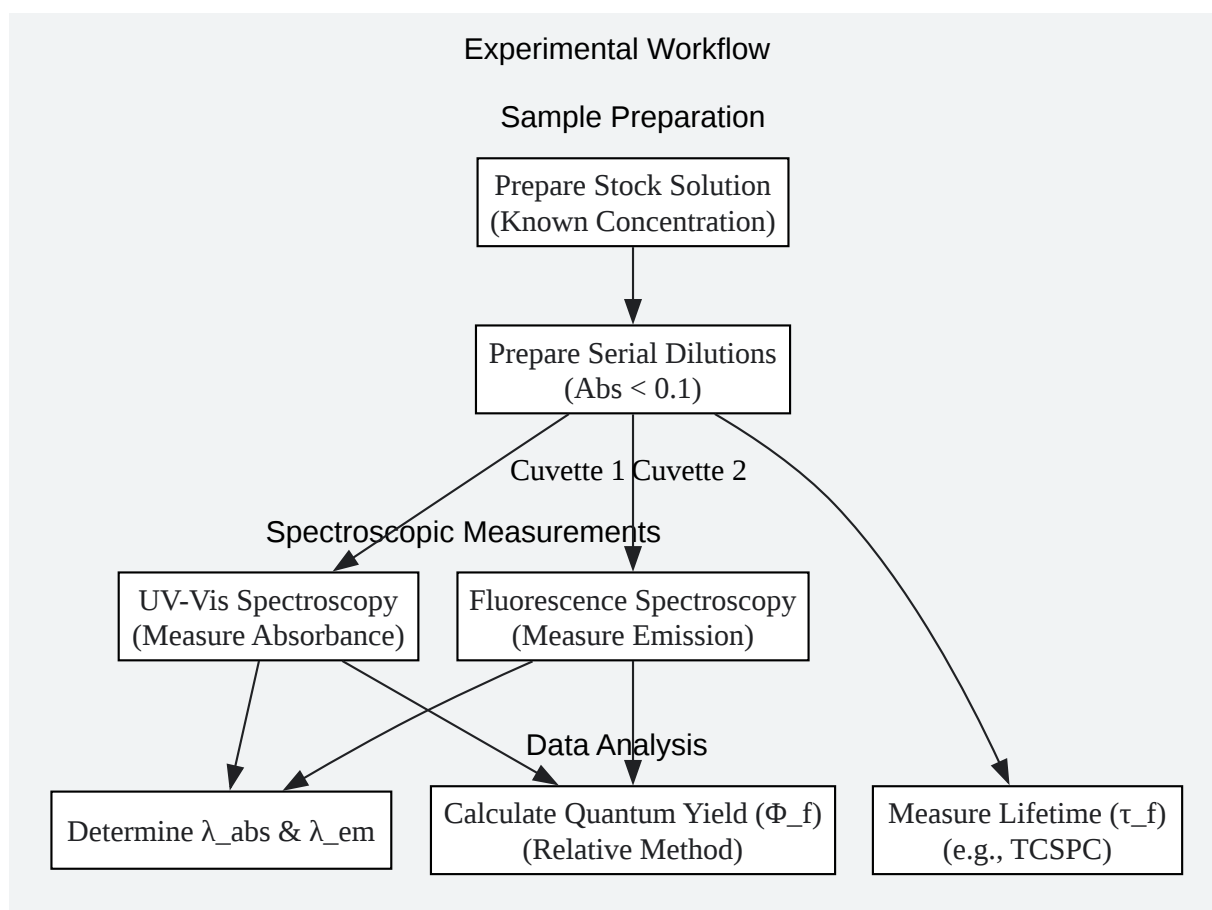 Experimental Workflow
Sample Preparation
Prepare Stock Solution
(Known Concentration)
Prepare Serial Dilutions
(Abs < 0.1)
Cuvette 1 Cuvette 2
Spectroscopic Measurements
UV-Vis Spectroscopy
(Measure Absorbance)
Fluorescence Spectroscopy
(Measure Emission)
Data Analysis
Determine λ_abs & λ_em
Calculate Quantum Yield (Φ_f)
(Relative Method)
Measure Lifetime (τ_f)
(e.g., TCSPC)